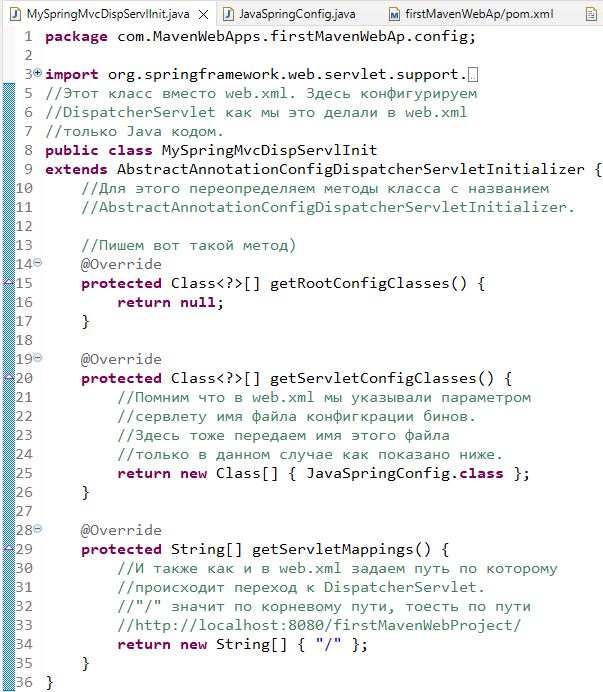 MySpringMvcDispServlInit.java JavaSpringConfig.java firstMavenWebAp/pom.xml
1 package com.MavenWebApps.firstMavenWebAp.config;
2
3 import org.springframework.web.servlet.support.
5 //Этот класс вместо web.xml. Здесь конфигурируем
6 //DispatcherServlet как мы это делали в web.xml
7 //только Java кодом.
8 public class MySpringMvcDispServlInit
9 extends AbstractAnnotationConfigDispatcherServletInitializer {
10 //Для этого переопределяем методы класса с названием
11 //AbstractAnnotationConfigDispatcherServletInitializer.
12
13 //Пишем вот такой метод)
14 @Override
15 protected Class<?>[] getRootConfigClasses() {
16 return null;
17 }
18
19 @Override
20 protected Class<?>[] getServletConfigClasses() {
21 //Помним что в web.xml мы указывали параметром
22 //сервлету имя файла конфигкрации бинов.
23 //Здесь тоже передаем имя этого файла
24 //только в данном случае как показано ниже.
25 return new Class[] { JavaSpringConfig.class };
26 }
27
28 @Override
29 protected String[] getServletMappings() {
30 //И также как и в web.xml задаем путь по которому
31 //происходит переход к DispatcherServlet.
32 //"/" значит по корневому пути, тоесть по пути
33 //http://localhost:8080/firstMavenWebProject/
34 return new String[] { "/" };
35 }
36 }